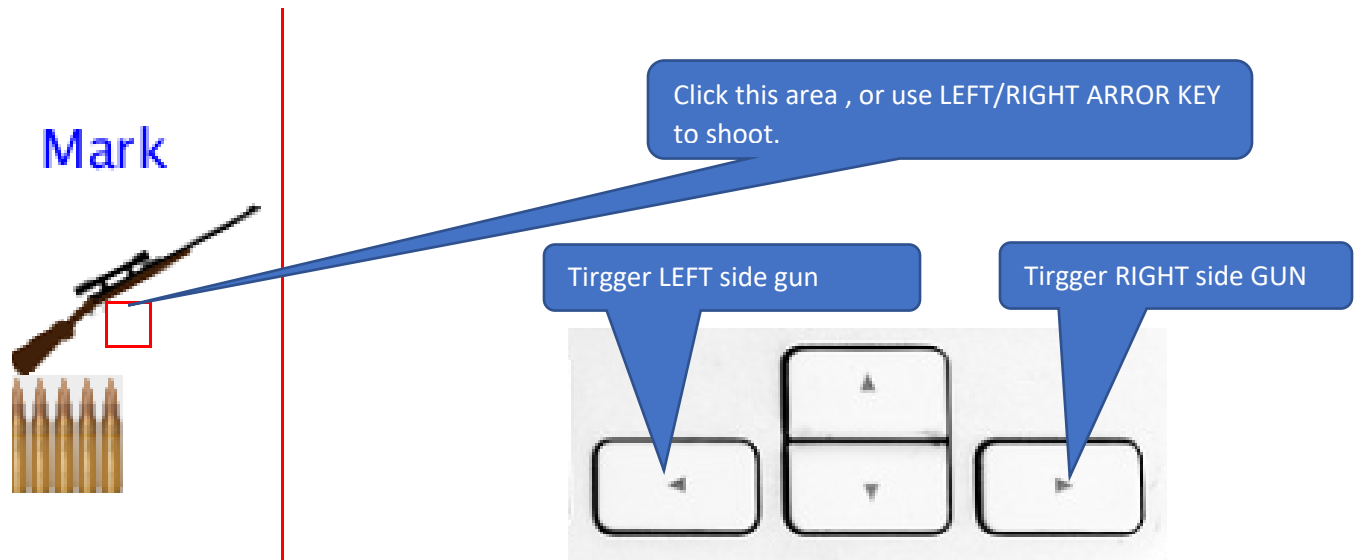 Click this area , or use LEFT/RIGHT ARROR KEY
to shoot.
Mark
Tirgger LEFT side gun
Tirgger RIGHT side GUN